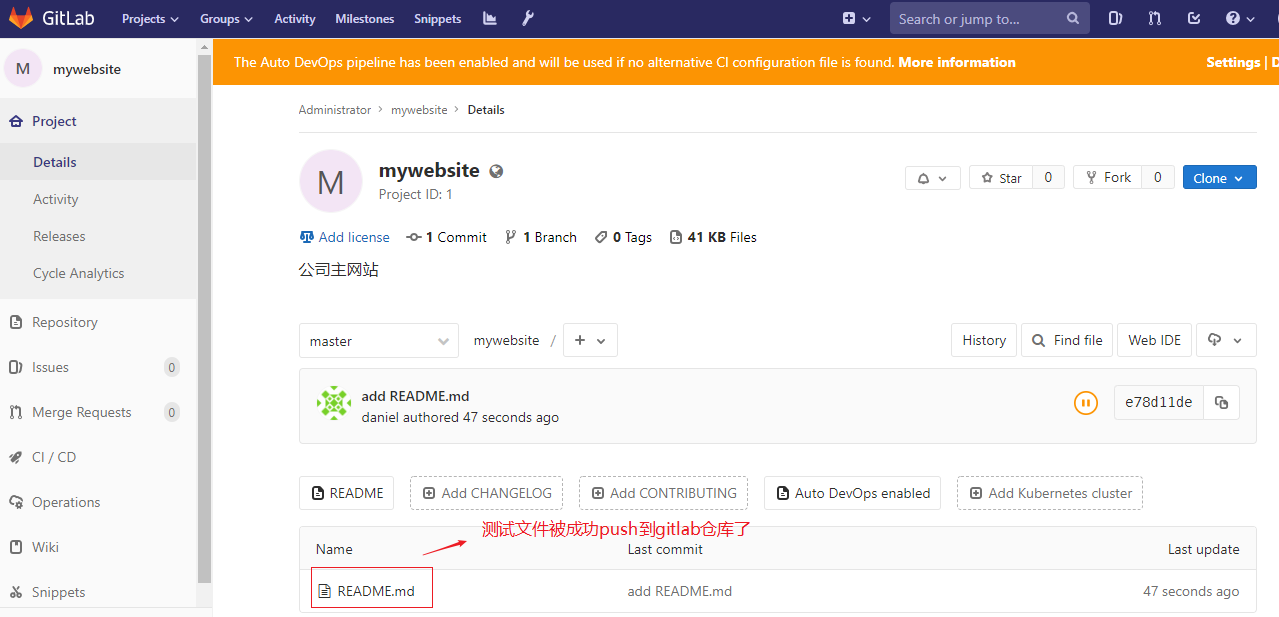 GitLab Projects Groups Activity Milestones Snippets Search or jump to...
M mywebsite
The Auto DevOps pipeline has been enabled and will be used if no alternative CI configuration file is found. More information Settings | D
Project
Details
Activity
Releases
Cycle Analytics
Repository
Issues 0
Merge Requests 0
CI / CD
Operations
Wiki
Snippets
Administrator > mywebsite > Details
M
mywebsite
Project ID: 1
Star 0 Fork 0 Clone
Add license 1 Commit 1 Branch 0 Tags 41 KB Files
公司主网站
master mywebsite / + History Find file Web IDE
add README.md
daniel authored 47 seconds ago
e78d11de
README Add CHANGELOG Add CONTRIBUTING Auto DevOps enabled Add Kubernetes cluster
测试文件被成功push到gitlab仓库了
Name Last commit Last update
README.md add README.md 47 seconds ago